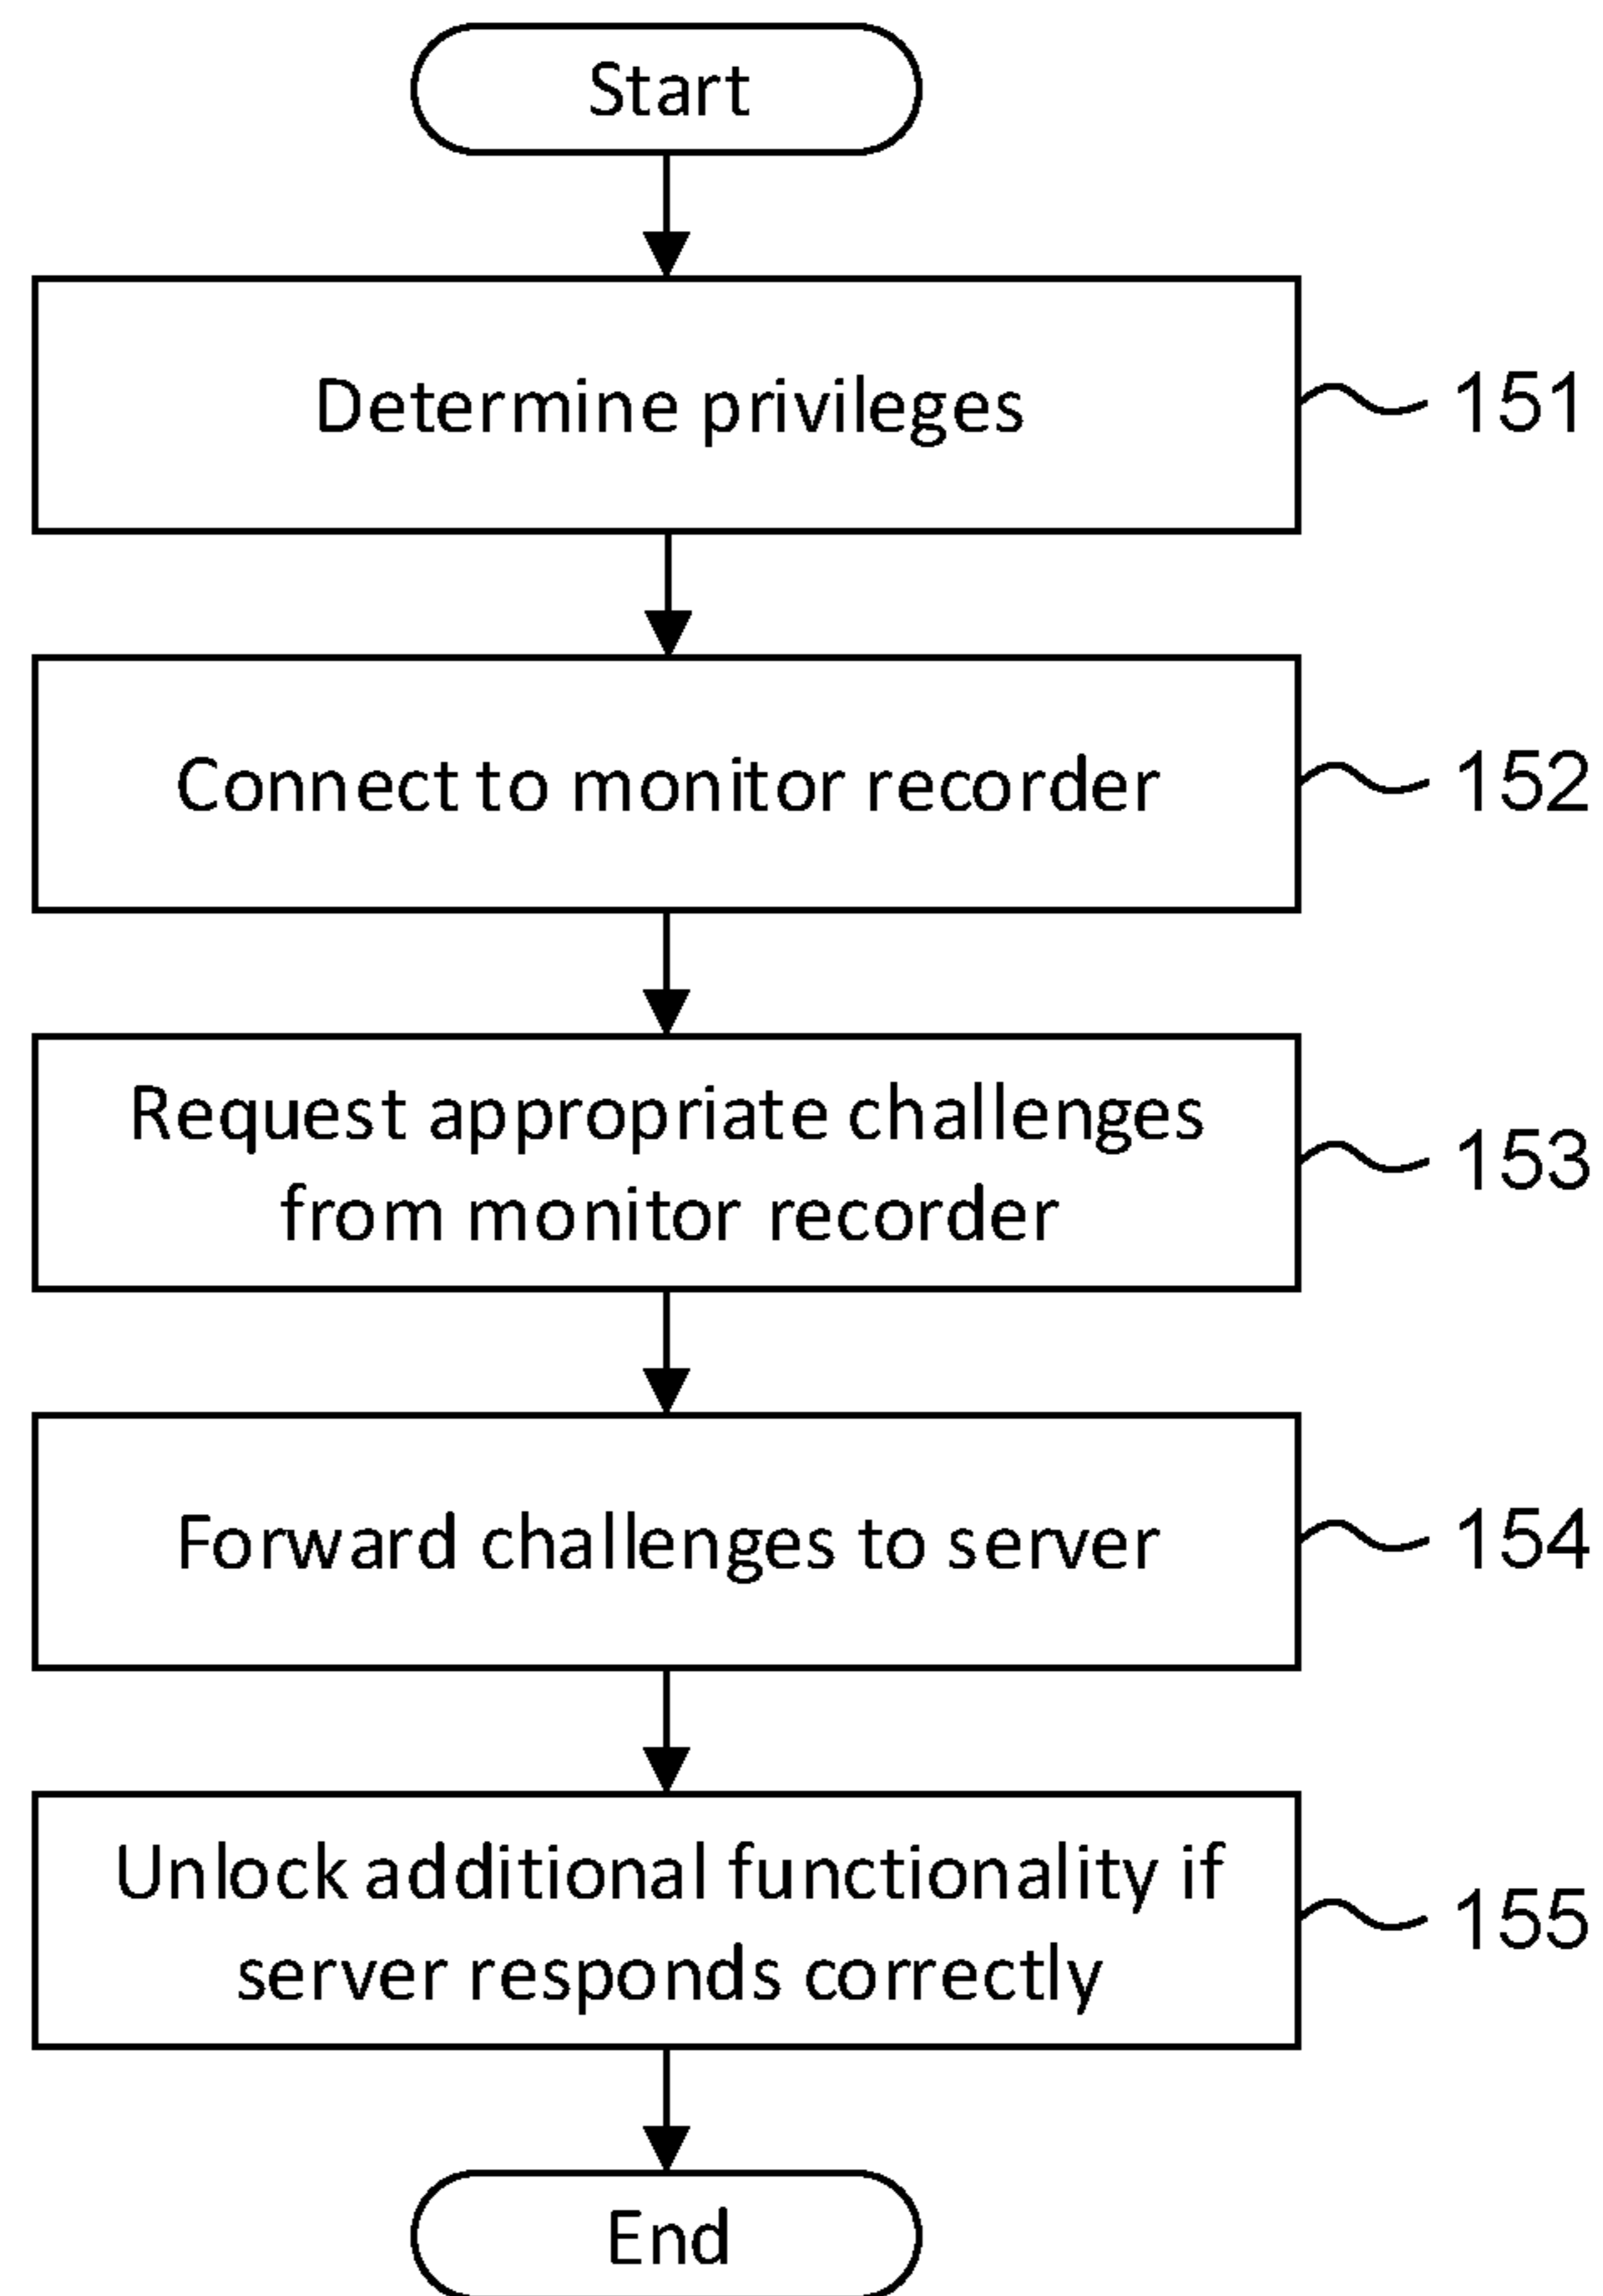 Start
Determine privileges
151
Connect to monitor recorder
152
Request appropriate challenges
from monitor recorder
153
Forward challenges to server
154
Unlock additional functionality if
server responds correctly
155
End